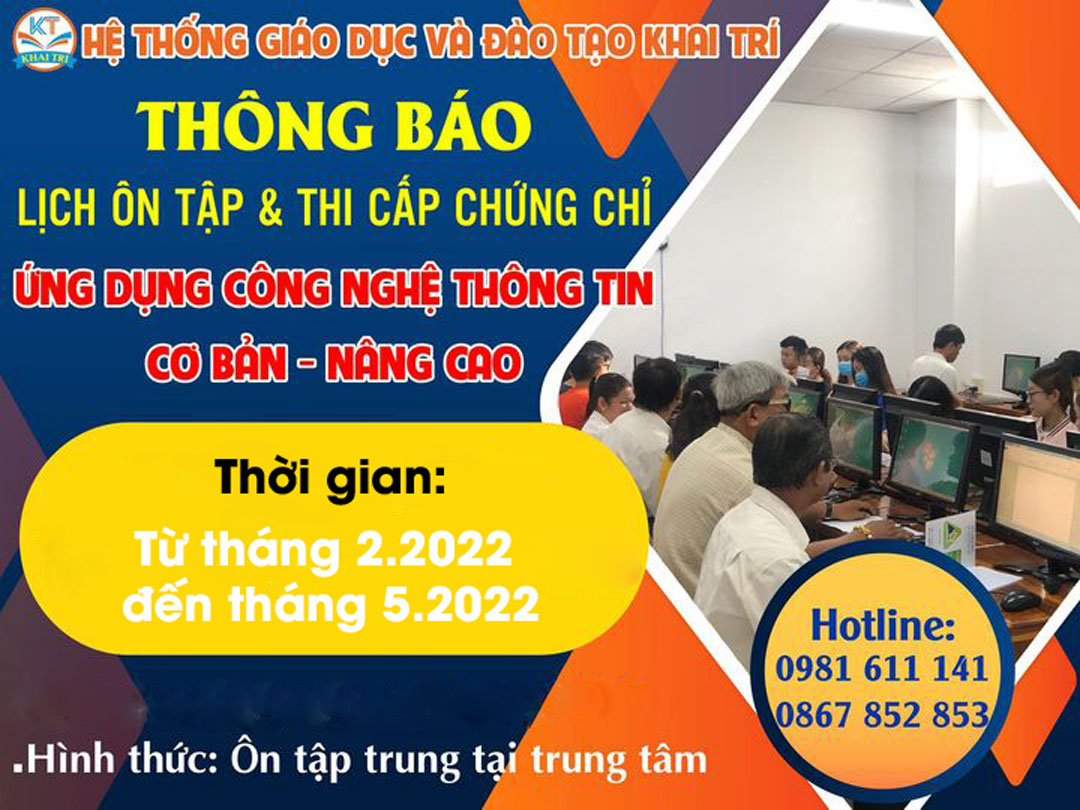 KT
KHAI TRI
HỆ THỐNG GIÁO DỤC VÀ ĐÀO TẠO KHAI TRÍ
THÔNG BÁO
LỊCH ÔN TẬP & THI CẤP CHỨNG CHỈ
ỨNG DỤNG CÔNG NGHỆ THÔNG TIN
CƠ BẢN - NÂNG CAO
Thời gian:
Từ tháng 2.2022
đến tháng 5.2022
Hotline:
0981 611 141
0867 852 853
.Hình thức: Ôn tập trung tại trung tâm